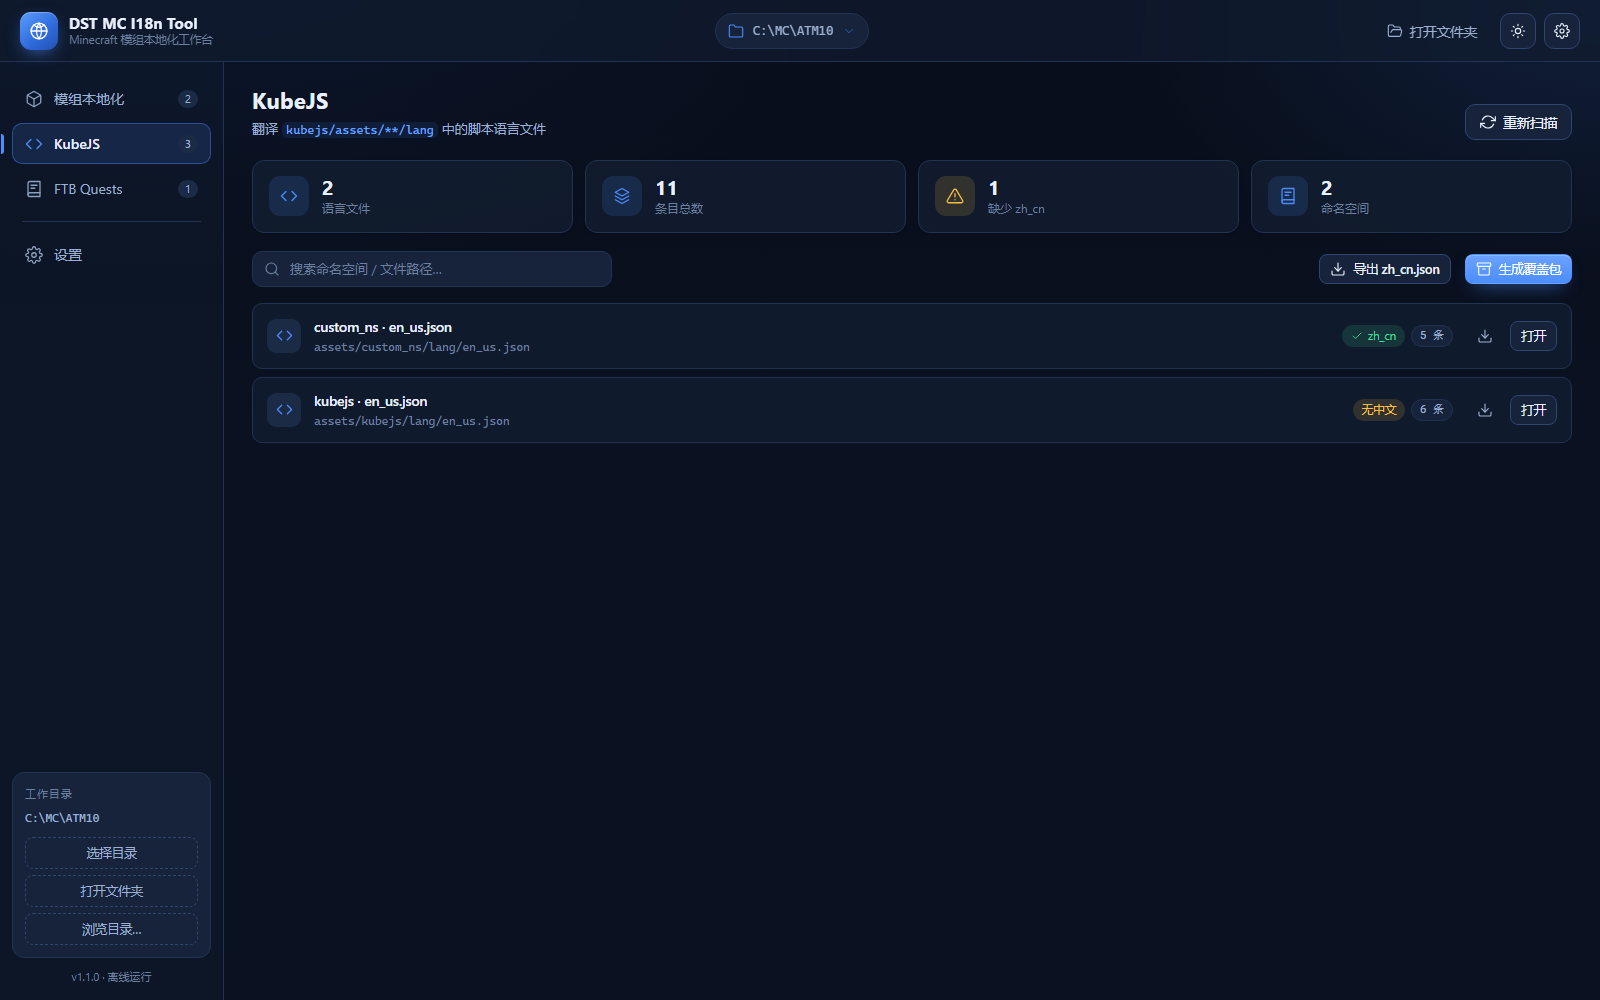 DST MC I18n Tool
Minecraft 模组本地化工作台
C:\MC\ATM10
打开文件夹
模组本地化 2
KubeJS 3
FTB Quests 1
设置
KubeJS
翻译 kubejs/assets/**/lang 中的脚本语言文件
重新扫描
2
语言文件
11
条目总数
1
缺少 zh_cn
2
命名空间
搜索命名空间 / 文件路径...
导出 zh_cn.json
生成覆盖包
custom_ns · en_us.json
assets/custom_ns/lang/en_us.json
zh_cn
5 条
打开
kubejs · en_us.json
assets/kubejs/lang/en_us.json
无中文
6 条
打开
工作目录
C:\MC\ATM10
选择目录
打开文件夹
浏览目录...
v1.1.0 · 离线运行